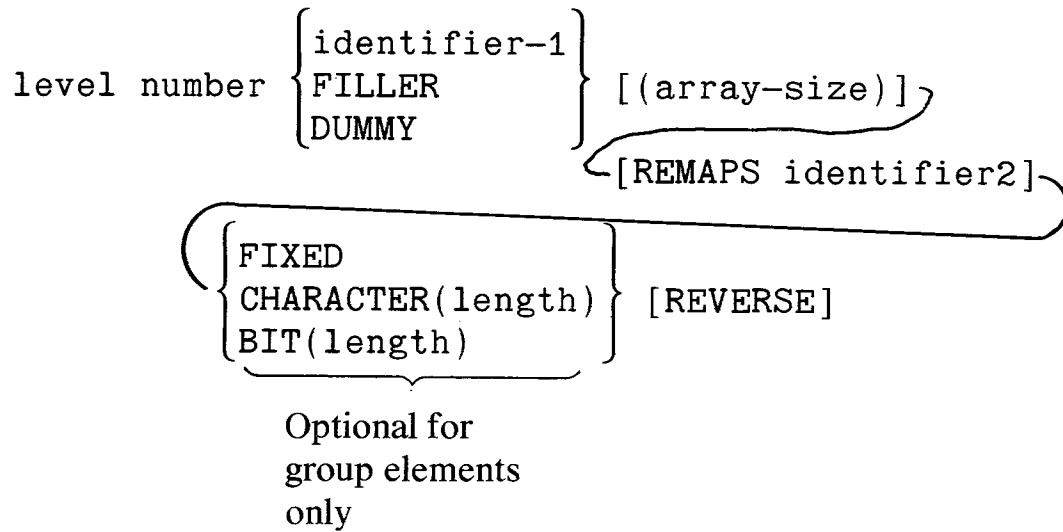 identifier-1
level number FILLER [(array-size)]
DUMMY
[REMAPS identifier2]
FIXED
CHARACTER(length) [REVERSE]
BIT(length)
Optional for
group elements
only